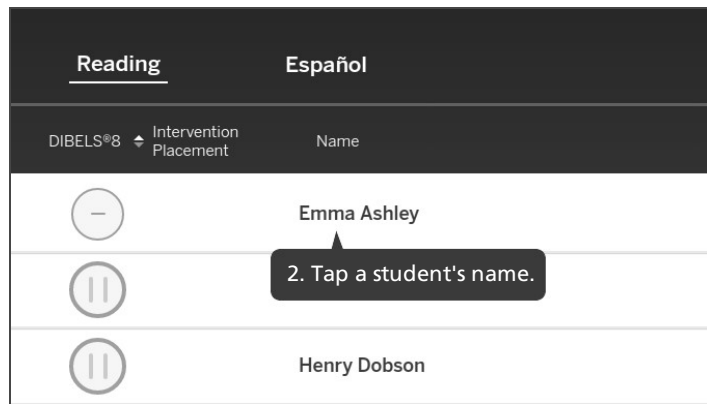 Reading Español
DIBELS®8 Intervention Placement Name
Emma Ashley
2. Tap a student's name.
Henry Dobson